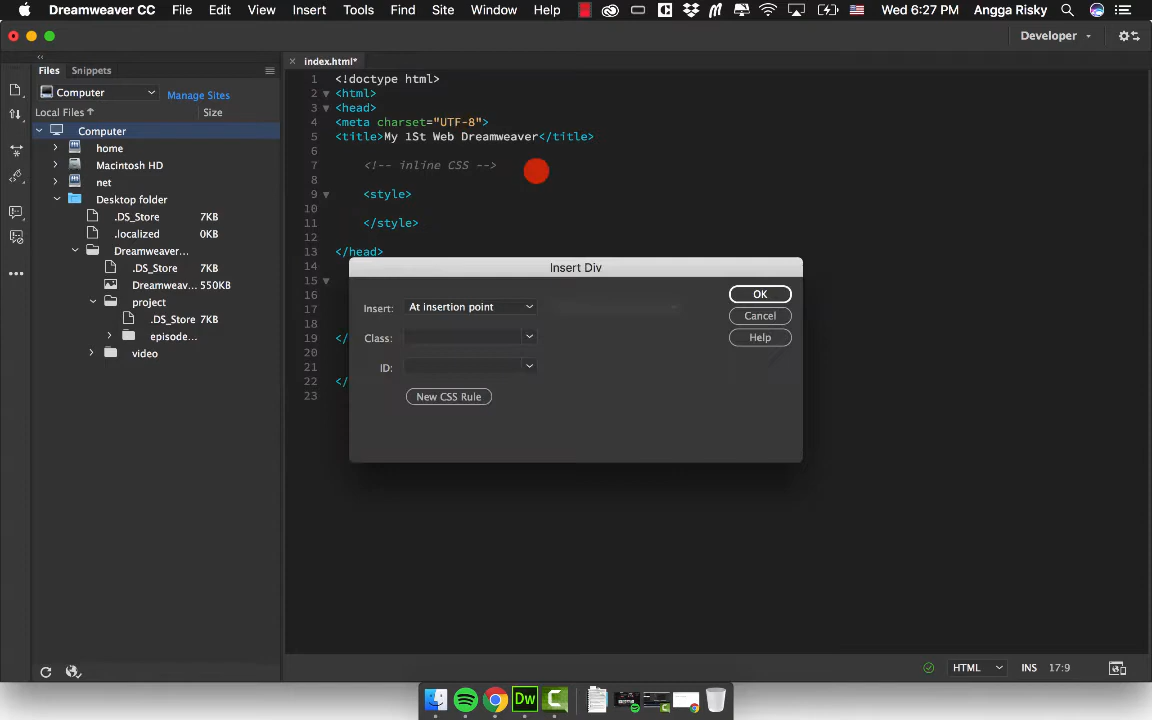 Dreamweaver CC File Edit View Insert Tools Find Site Window Help Wed 6:27 PM Angga Risky
Developer
Files Snippets
index.html*
Computer Manage Sites
Local Files Size
Computer
home
Macintosh HD
net
Desktop folder
.DS_Store 7KB
.localized 0KB
Dreamweaver...
.DS_Store 7KB
Dreamweav... 550KB
project
.DS_Store 7KB
episode...
video
1 <!doctype html>
2 <html>
3 <head>
4 <meta charset="UTF-8">
5 <title>My 1St Web Dreamweaver</title>
6
7 <!-- inline CSS -->
8
9 <style>
10
11 </style>
12
13 </head>
14
15
16
17
18
19 </
20
21
22 </
23
Insert Div
Insert: At insertion point
Class:
ID:
New CSS Rule
OK
Cancel
Help
HTML INS 17:9
Dw